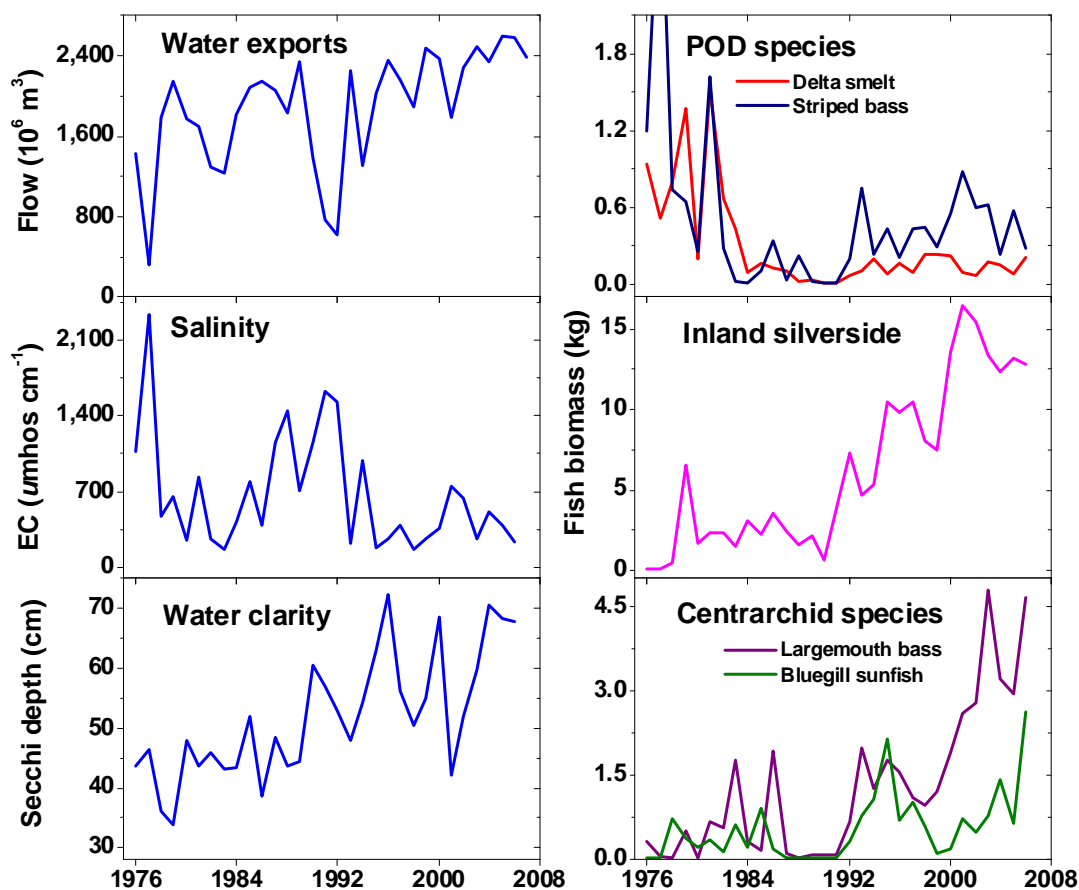 Water exports
Flow (10⁶ m³)
2,400
1,600
800
0
POD species
Delta smelt
Striped bass
1.8
1.2
0.6
0.0
Salinity
EC (umhos cm⁻¹)
2,100
1,400
700
0
Inland silverside
Fish biomass (kg)
15
10
5
0
Water clarity
Secchi depth (cm)
70
60
50
40
30
1976 1984 1992 2000 2008
Centrarchid species
Largemouth bass
Bluegill sunfish
4.5
3.0
1.5
0.0
1976 1984 1992 2000 2008